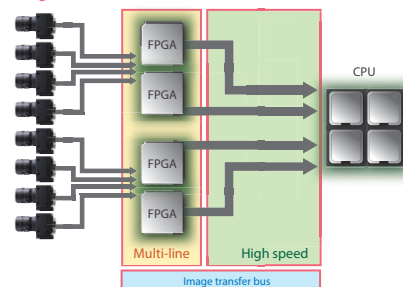 FPGA
CPU
FPGA
FPGA
FPGA
Multi-line
High speed
Image transfer bus